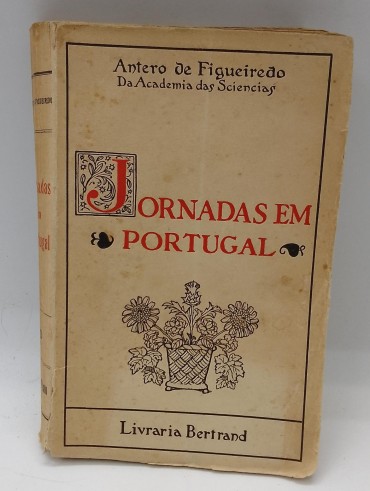 Antero de Figueiredo
Da Academia das Sciencias
JORNADAS EM
PORTUGAL
Livraria Bertrand